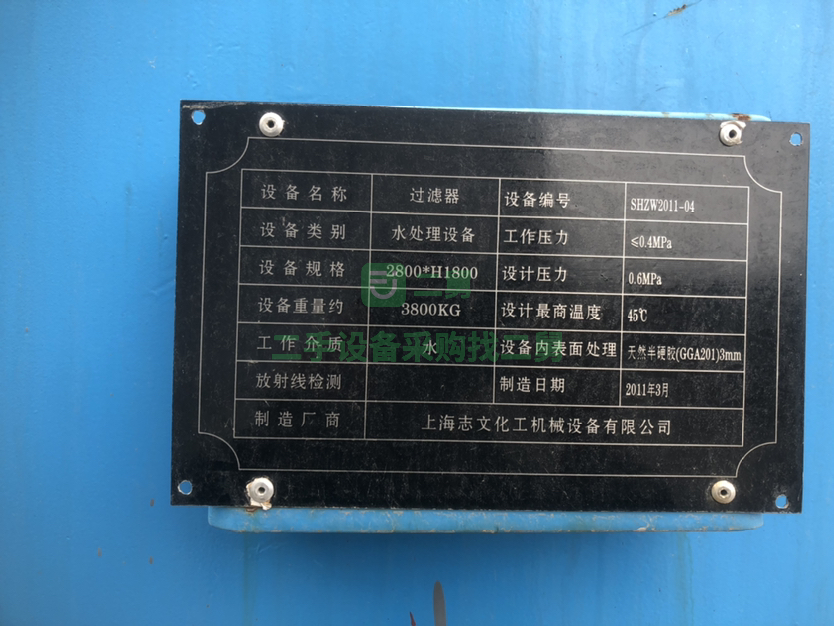 设备名称 过滤器 设备编号 SHZW2011-04
设备类别 水处理设备 工作压力 ≤0.4MPa
设备规格 2800*H1800 设计压力 0.6MPa
二舅
设备重量约 3800KG 设计最商温度 45℃
工作介质 水 设备内表面处理 天然半硬胶(GGA201)3mm
二手设备采购找二舅
放射线检测 制造日期 2011年3月
制造厂商 上海志文化工机械设备有限公司